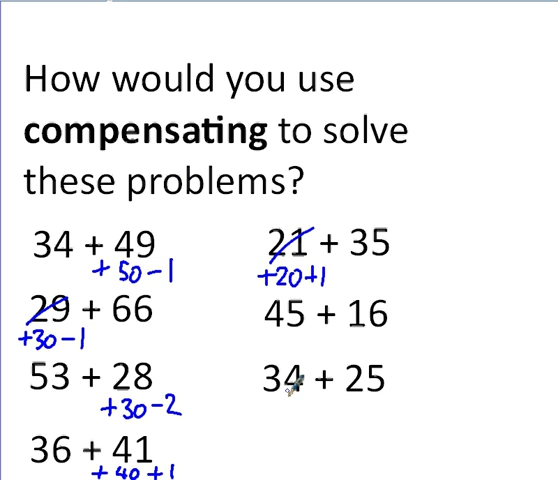 How would you use
compensating to solve
these problems?
34 + 49
+ 50 - 1
29 + 66
+30 - 1
53 + 28
+30-2
36 + 41
+ 40 + 1
21 + 35
+20+1
45 + 16
34 + 25